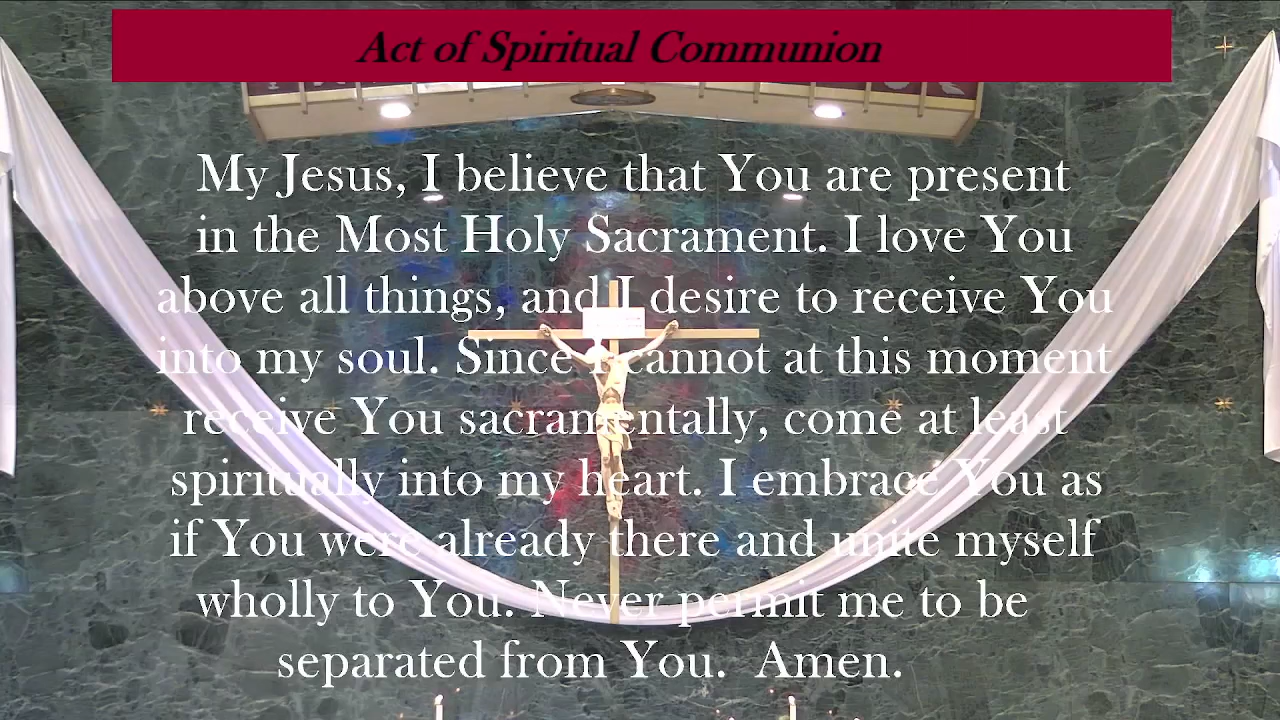 Act of Spiritual Communion
My Jesus, I believe that You are present
in the Most Holy Sacrament. I love You
above all things, and I desire to receive You
into my soul. Since I cannot at this moment
receive You sacramentally, come at least
spiritually into my heart. I embrace You as
if You were already there and unite myself
wholly to You. Never permit me to be
separated from You. Amen.